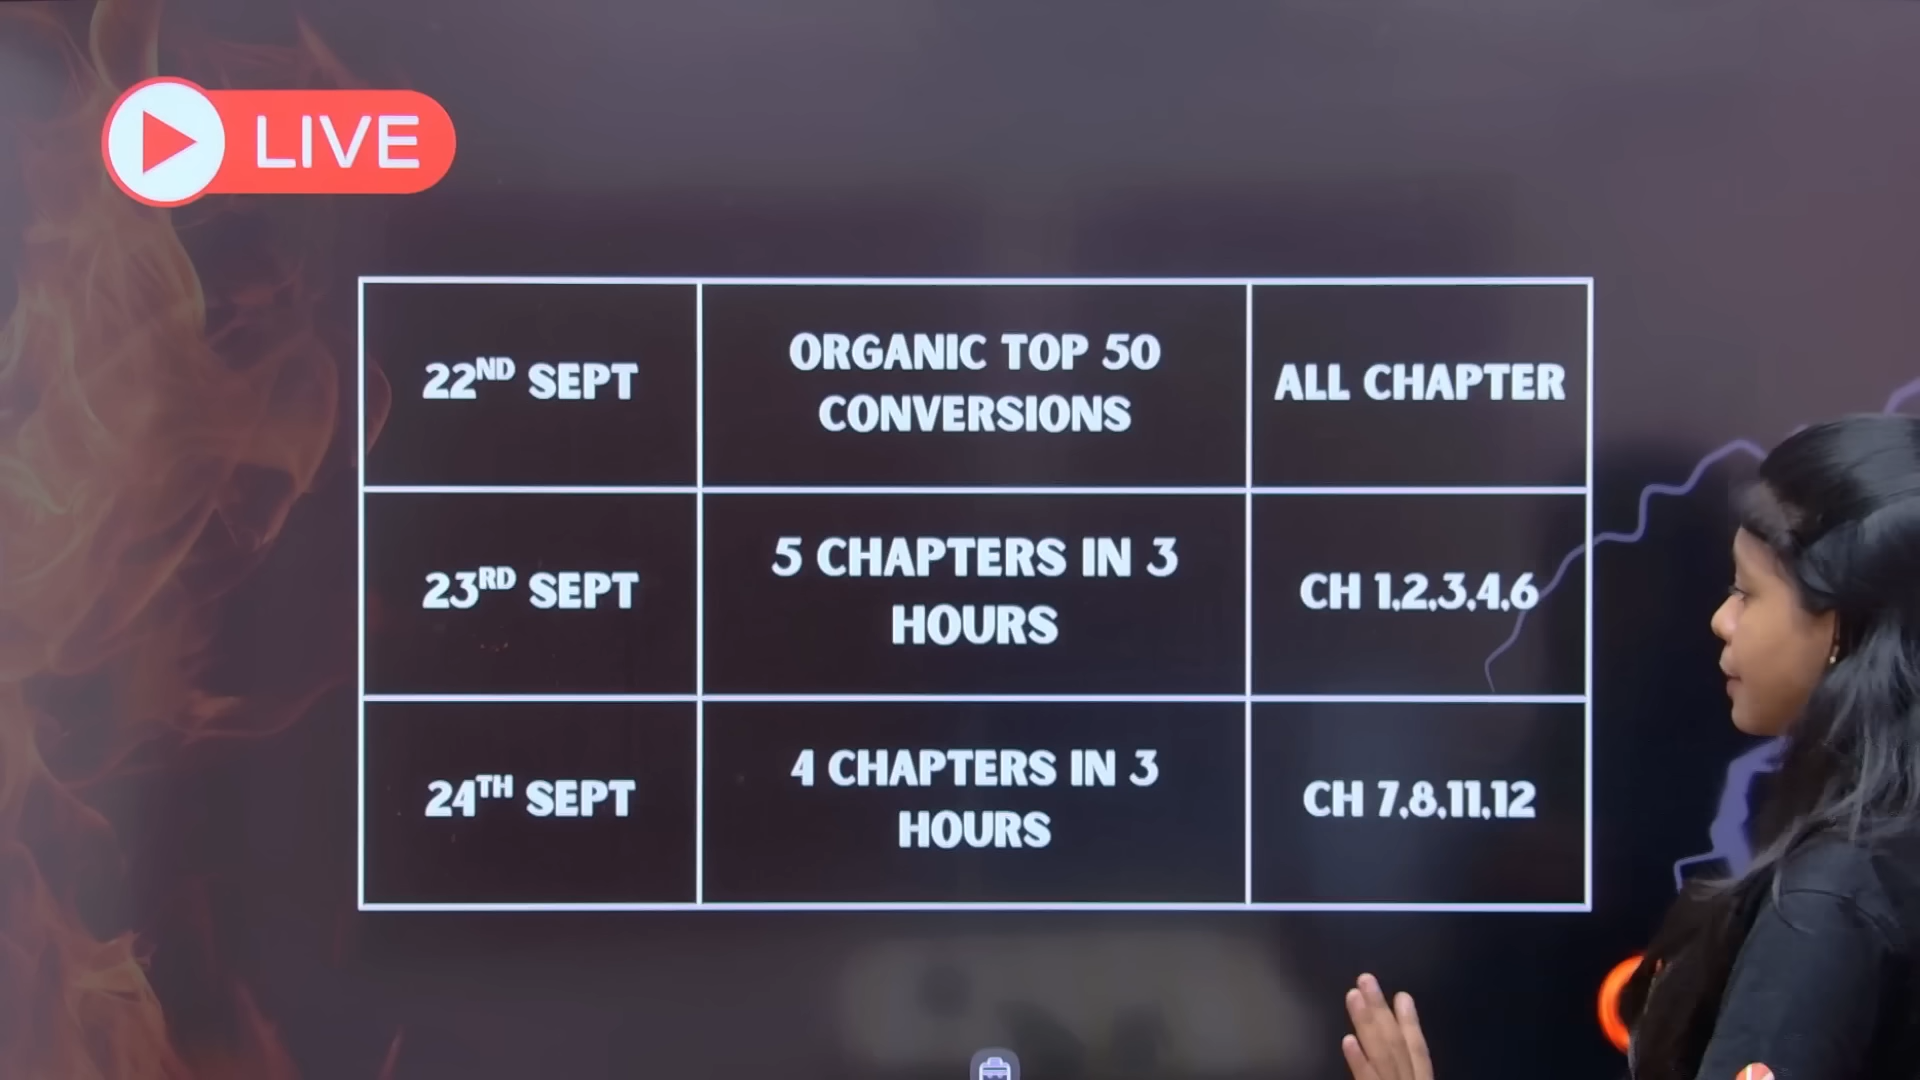 LIVE
22ND SEPT
ORGANIC TOP 50
CONVERSIONS
ALL CHAPTER
23RD SEPT
5 CHAPTERS IN 3
HOURS
CH 1,2,3,4,6
24TH SEPT
4 CHAPTERS IN 3
HOURS
CH 7,8,11,12